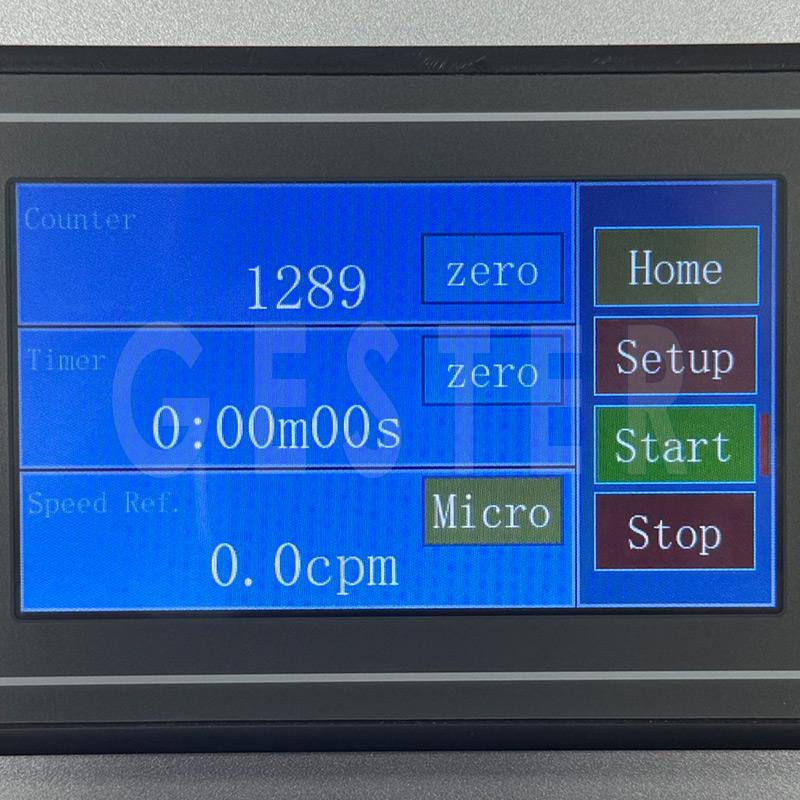 Counter
1289
zero
Timer
0:00m00s
zero
Speed Ref.
0.0cpm
Micro
Home
Setup
Start
Stop
GESTER